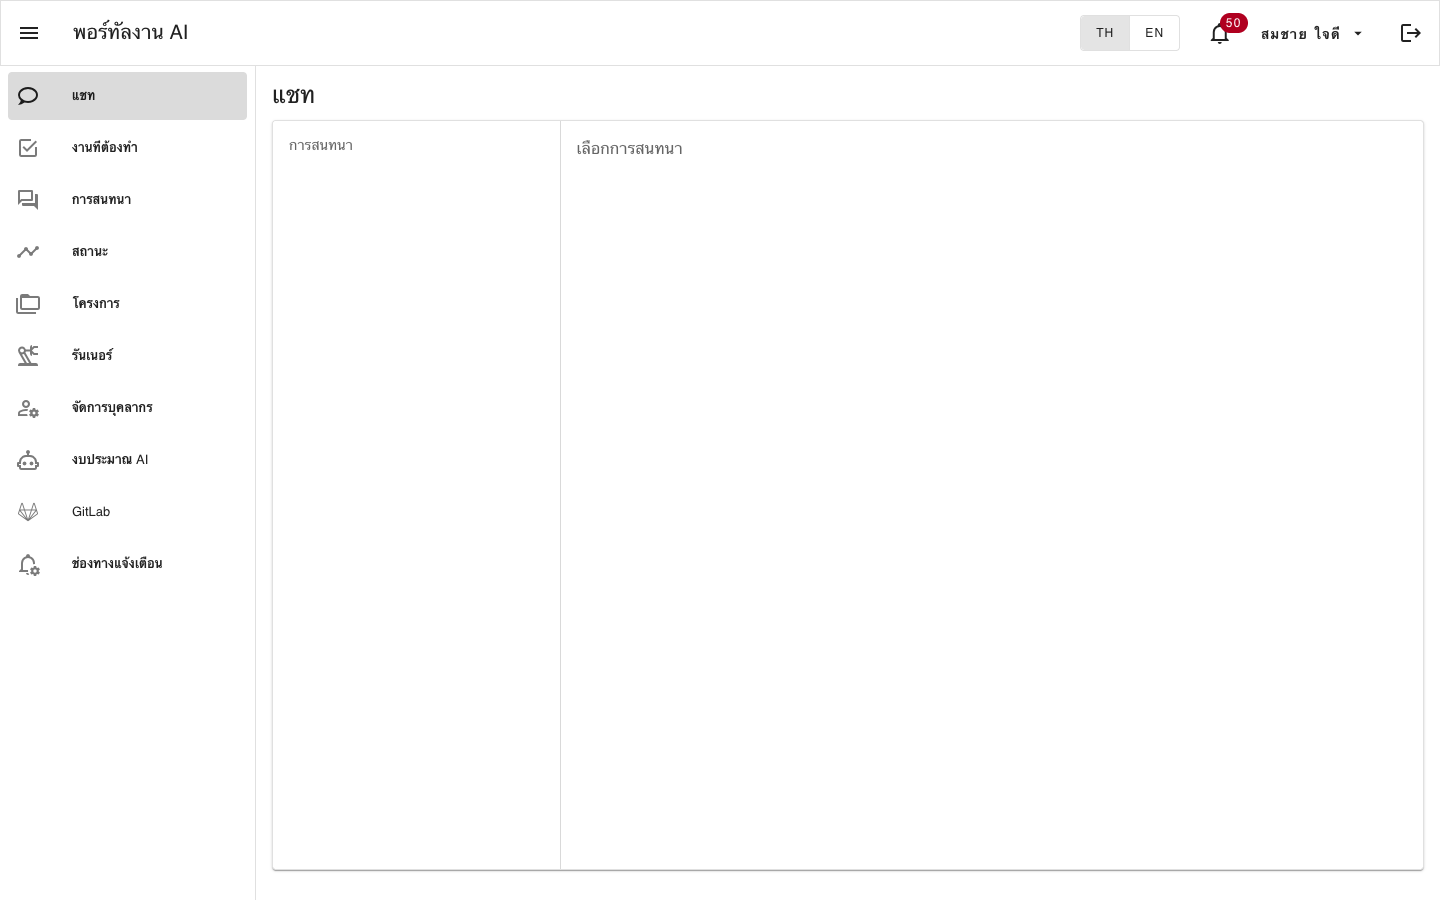 พอร์ทัลงาน AI
TH
EN
50
สมชาย ใจดี
แชท
งานที่ต้องทำ
การสนทนา
สถานะ
โครงการ
รันเนอร์
จัดการบุคลากร
งบประมาณ AI
GitLab
ช่องทางแจ้งเตือน
แชท
การสนทนา
เลือกการสนทนา